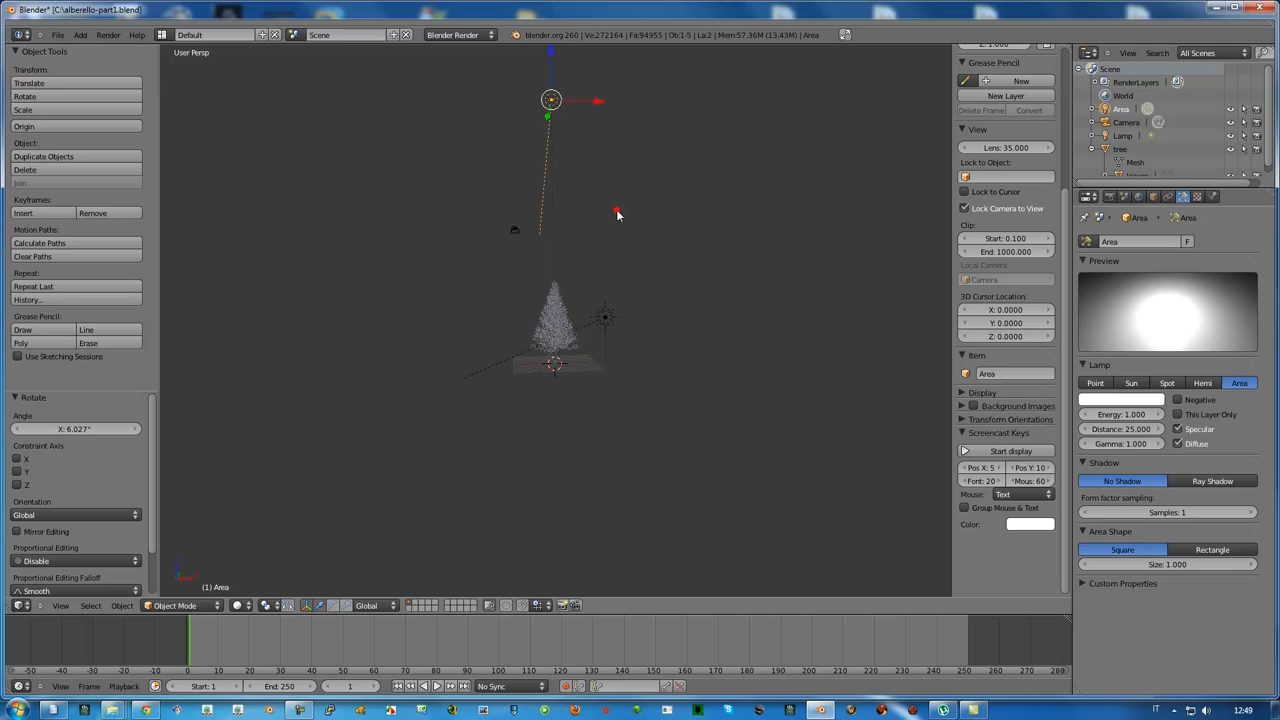 Blender* [C:\alberello-part1.blend]
File Add Render Help Default Scene Blender Render blender.org 260 | Ve:272164 | Fa:94955 | Ob:1-5 | La:2 | Mem:57.36M (13,43M) | Area
Object Tools
Transform:
Translate
Rotate
Scale
Origin
Object:
Duplicate Objects
Delete
Join
Keyframes:
Insert Remove
Motion Paths:
Calculate Paths
Clear Paths
Repeat:
Repeat Last
History...
Grease Pencil:
Draw Line
Poly Erase
Use Sketching Sessions
Rotate
Angle
X: 6.027°
Constraint Axis
X
Y
Z
Orientation
Global
Mirror Editing
Proportional Editing
Disable
Proportional Editing Falloff
Smooth
User Persp
(1) Area
View Select Object Object Mode Global
Z: 1.000
Grease Pencil
New
New Layer
Delete Frame Convert
View
Lens: 35.000
Lock to Object:
Lock to Cursor
Lock Camera to View
Clip:
Start: 0.100
End: 1000.000
Local Camera:
Camera
3D Cursor Location:
X: 0.0000
Y: 0.0000
Z: 0.0000
Item
Area
Display
Background Images
Transform Orientations
Screencast Keys
Start display
Pos X: 5 Pos Y: 10
Font: 20 Mous: 60
Mouse: Text
Group Mouse & Text
Color:
View Search All Scenes
Scene
RenderLayers
World
Area
Camera
Lamp
tree
Mesh
Area Area
Area F
Preview
Lamp
Point Sun Spot Hemi Area
Negative
Energy: 1.000 This Layer Only
Distance: 25.000 Specular
Gamma: 1.000 Diffuse
Shadow
No Shadow Ray Shadow
Form factor sampling:
Samples: 1
Area Shape
Square Rectangle
Size: 1.000
Custom Properties
-50 -40 -30 -20 -10 0 10 20 30 40 50 60 70 80 90 100 110 120 130 140 150 160 170 180 190 200 210 220 230 240 250 260 270 280
View Frame Playback Start: 1 End: 250 1 No Sync
IT 12:49